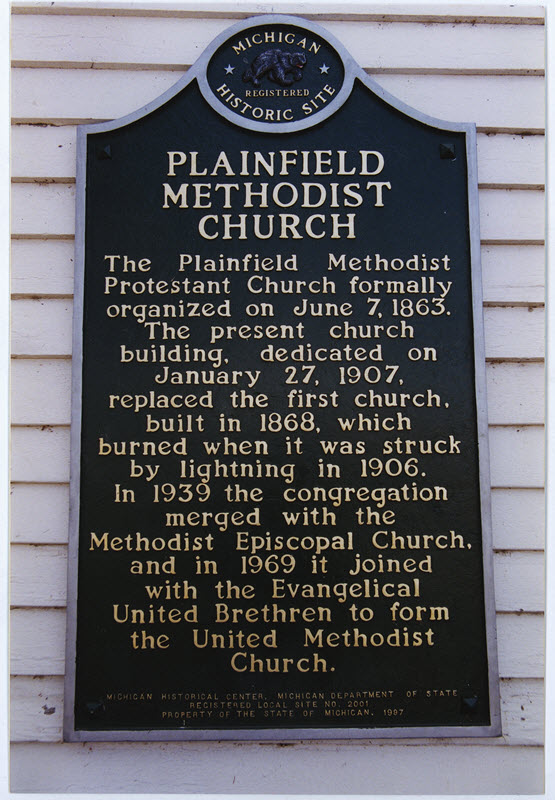 MICHIGAN
REGISTERED
HISTORIC SITE
PLAINFIELD
METHODIST
CHURCH
The Plainfield Methodist
Protestant Church formally
organized on June 7, 1863.
The present church
building, dedicated on
January 27, 1907,
replaced the first church,
built in 1868, which
burned when it was struck
by lightning in 1906.
In 1939 the congregation
merged with the
Methodist Episcopal Church,
and in 1969 it joined
with the Evangelical
United Brethren to form
the United Methodist
Church.
MICHIGAN HISTORICAL CENTER, MICHIGAN DEPARTMENT OF STATE
REGISTERED LOCAL SITE NO. 2001
PROPERTY OF THE STATE OF MICHIGAN, 1997